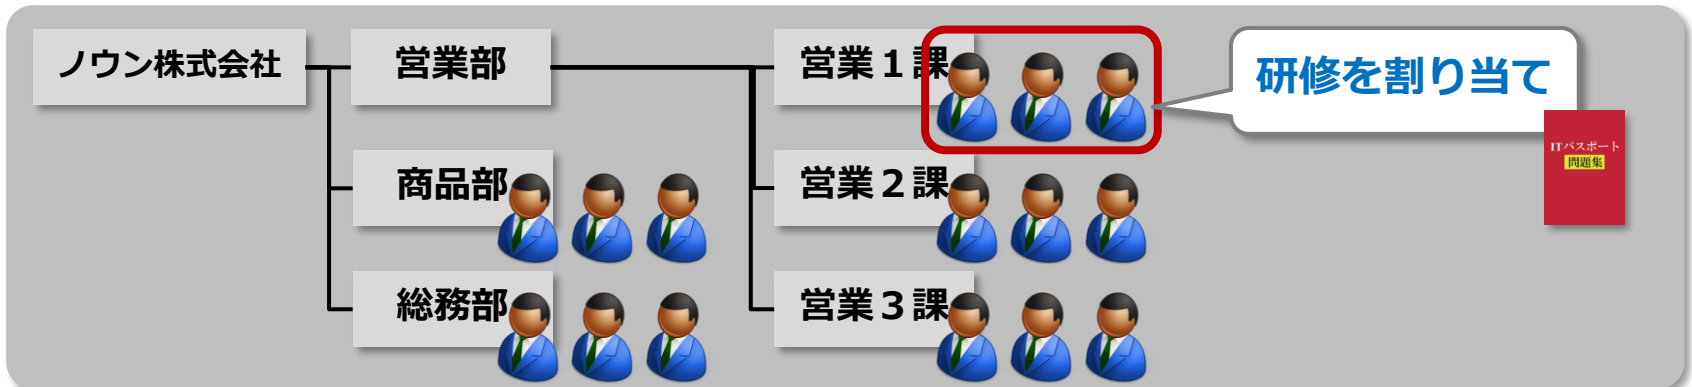 ノウン株式会社
営業部
営業１課
研修を割り当て
ITパスポート
問題集
商品部
営業２課
総務部
営業３課